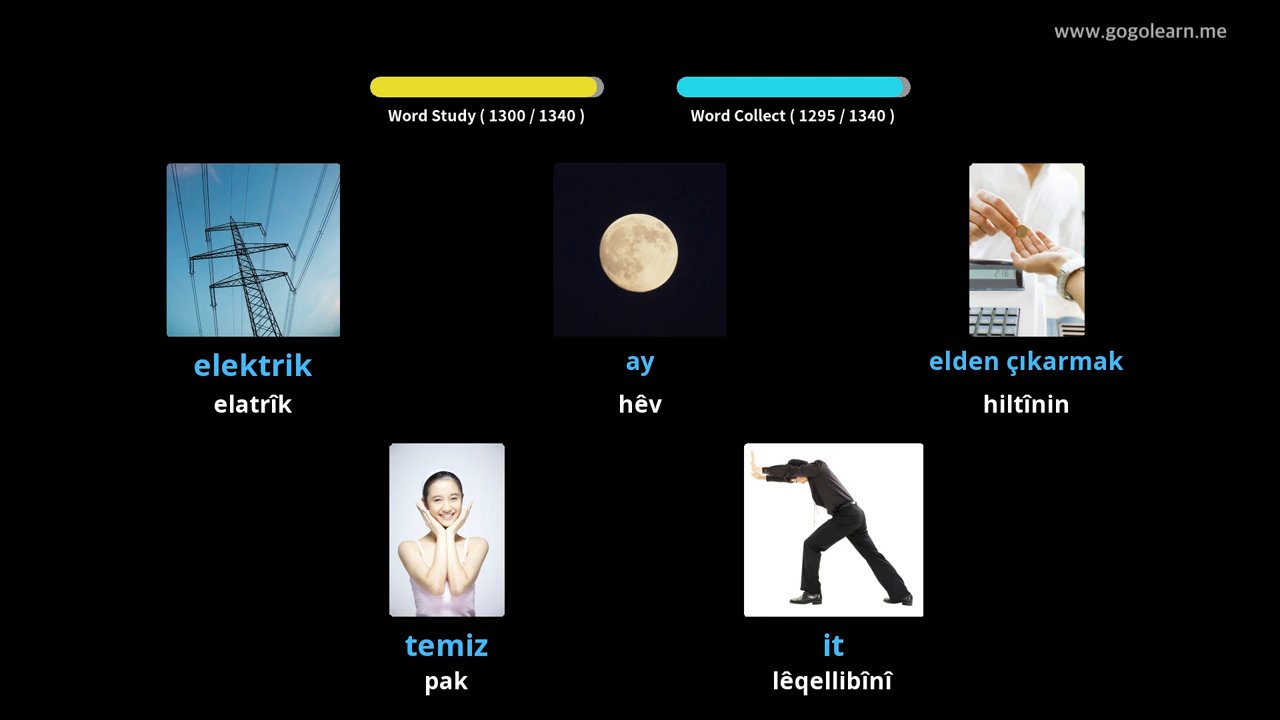 www.gogolearn.me
Word Study ( 1300 / 1340 )
Word Collect ( 1295 / 1340 )
elektrik
elatrîk
ay
hêv
elden çıkarmak
hiltînin
temiz
pak
it
lêqellibînî